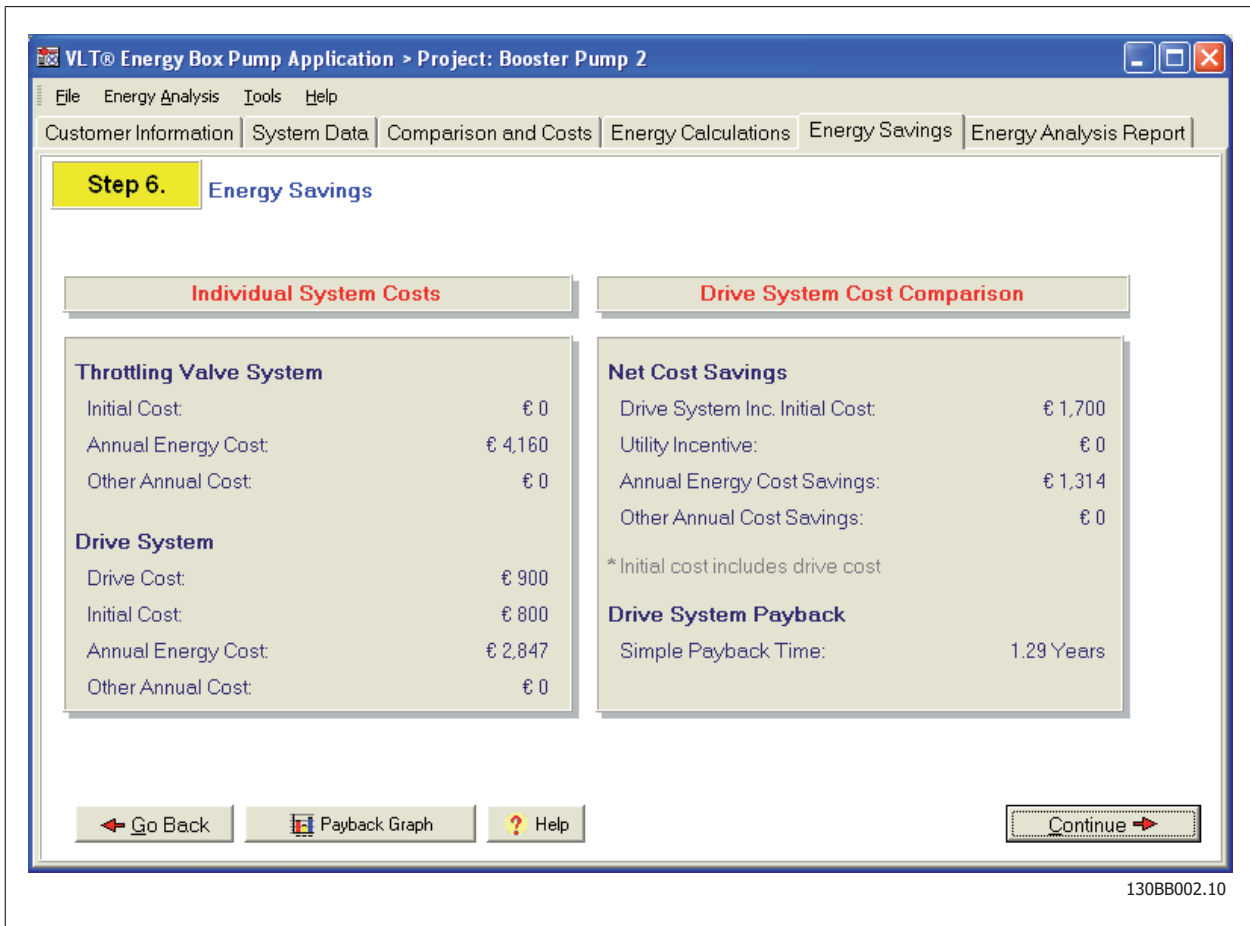 VLT® Energy Box Pump Application > Project: Booster Pump 2
File Energy Analysis Tools Help
Customer Information System Data Comparison and Costs Energy Calculations Energy Savings Energy Analysis Report
Step 6. Energy Savings
Individual System Costs
Throttling Valve System
Initial Cost: € 0
Annual Energy Cost: € 4,160
Other Annual Cost: € 0
Drive System
Drive Cost: € 900
Initial Cost: € 800
Annual Energy Cost: € 2,847
Other Annual Cost: € 0
Drive System Cost Comparison
Net Cost Savings
Drive System Inc. Initial Cost: € 1,700
Utility Incentive: € 0
Annual Energy Cost Savings: € 1,314
Other Annual Cost Savings: € 0
* Initial cost includes drive cost
Drive System Payback
Simple Payback Time: 1.29 Years
Go Back Payback Graph ? Help Continue
130BB002.10